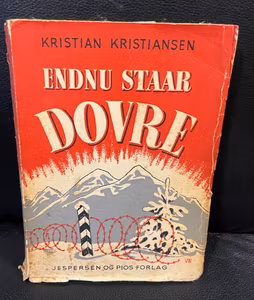 KRISTIAN KRISTIANSEN
ENDNU STAAR
DOVRE
JESPERSEN OG PIOS FORLAG